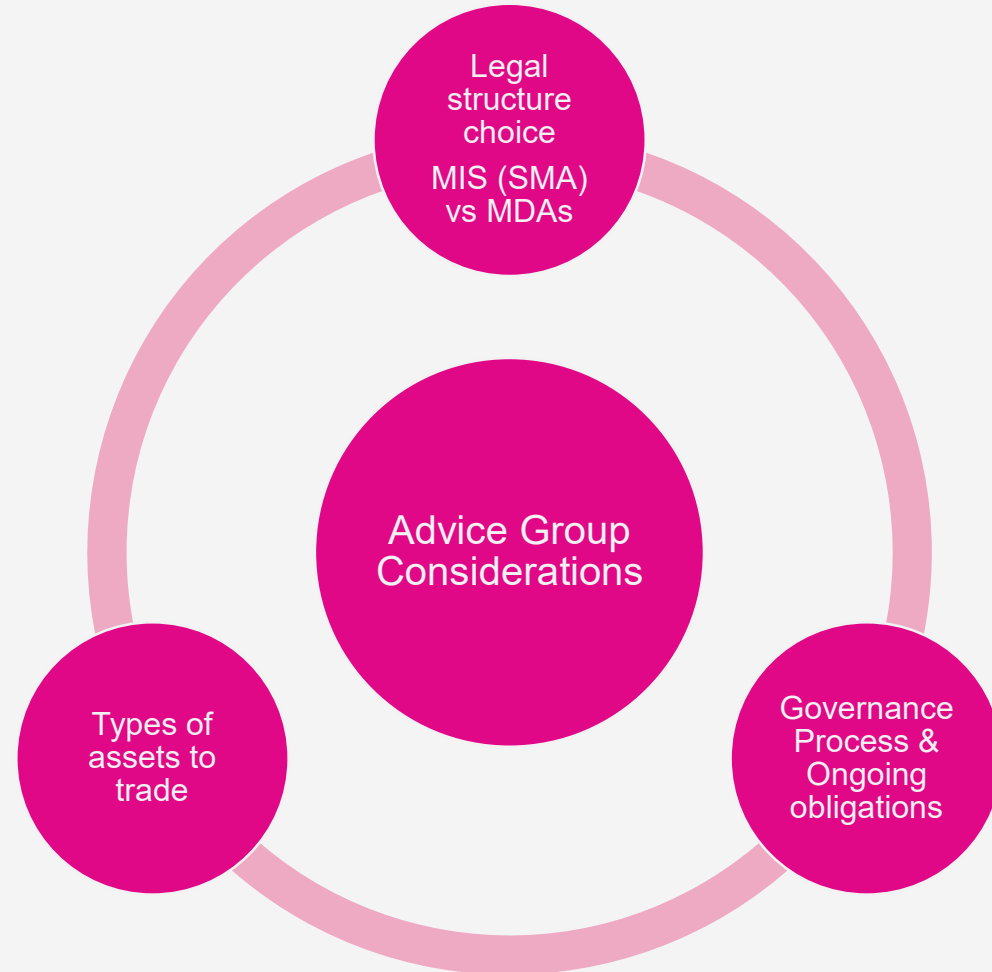 Legal
structure
choice
MIS (SMA)
vs MDAs
Advice Group
Considerations
Types of
assets to
trade
Governance
Process &
Ongoing
obligations